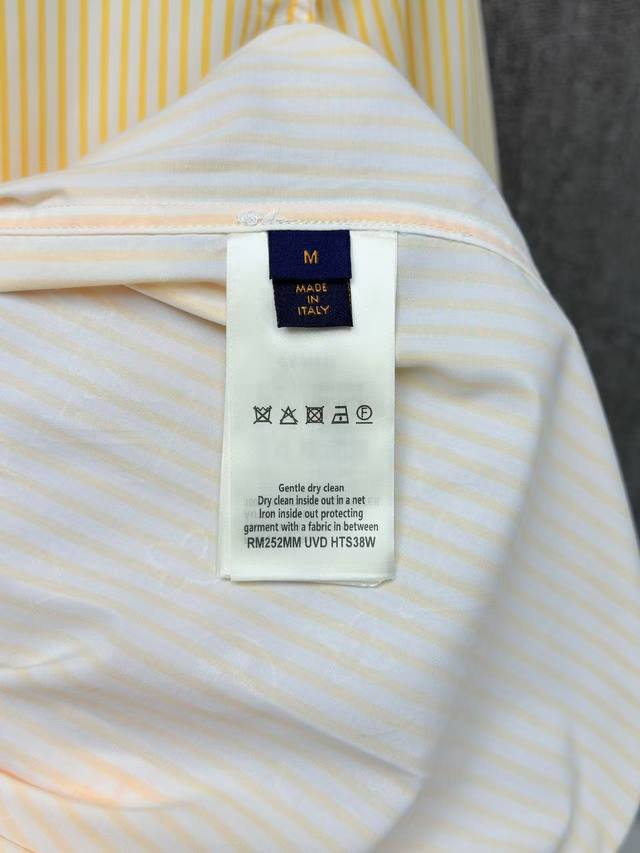 M
MADE
IN
ITALY
F
Gentle dry clean
Dry clean inside out in a net
Iron inside out protecting
garment with a fabric in between
RM252MM UVD HTS38W